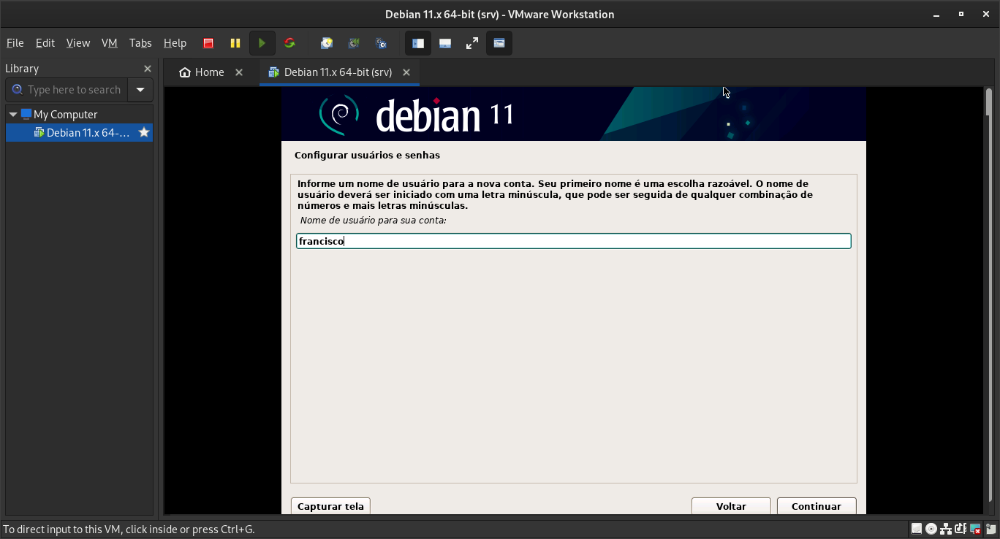 Debian 11.x 64-bit (srv) - VMware Workstation
File Edit View VM Tabs Help
Library
Home
Debian 11.x 64-bit (srv)
Type here to search
My Computer
Debian 11.x 64-...
debian 11
Configurar usuários e senhas
Informe um nome de usuário para a nova conta. Seu primeiro nome é uma escolha razoável. O nome de
usuário deverá ser iniciado com uma letra minúscula, que pode ser seguida de qualquer combinação de
números e mais letras minúsculas.
Nome de usuário para sua conta:
francisco
Capturar tela
Voltar
Continuar
To direct input to this VM, click inside or press Ctrl+G.